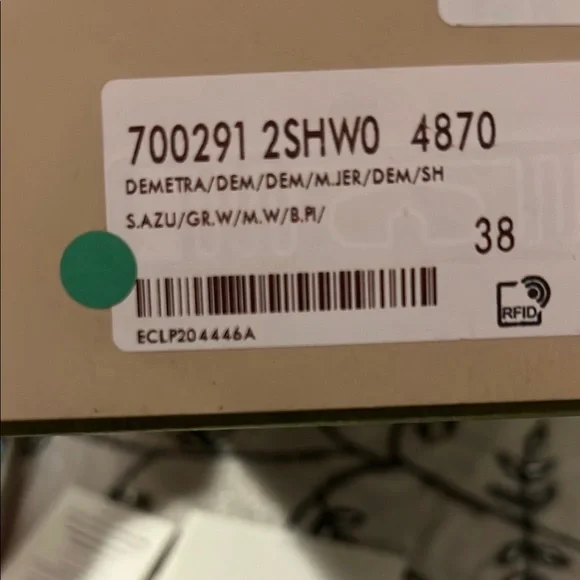 700291 2SHW0 4870
DEMETRA/DEM/DEM/M.JER/DEM/SH
S.AZU/GR.W/M.W/B.PI/
38
ECLP204446A
RFID